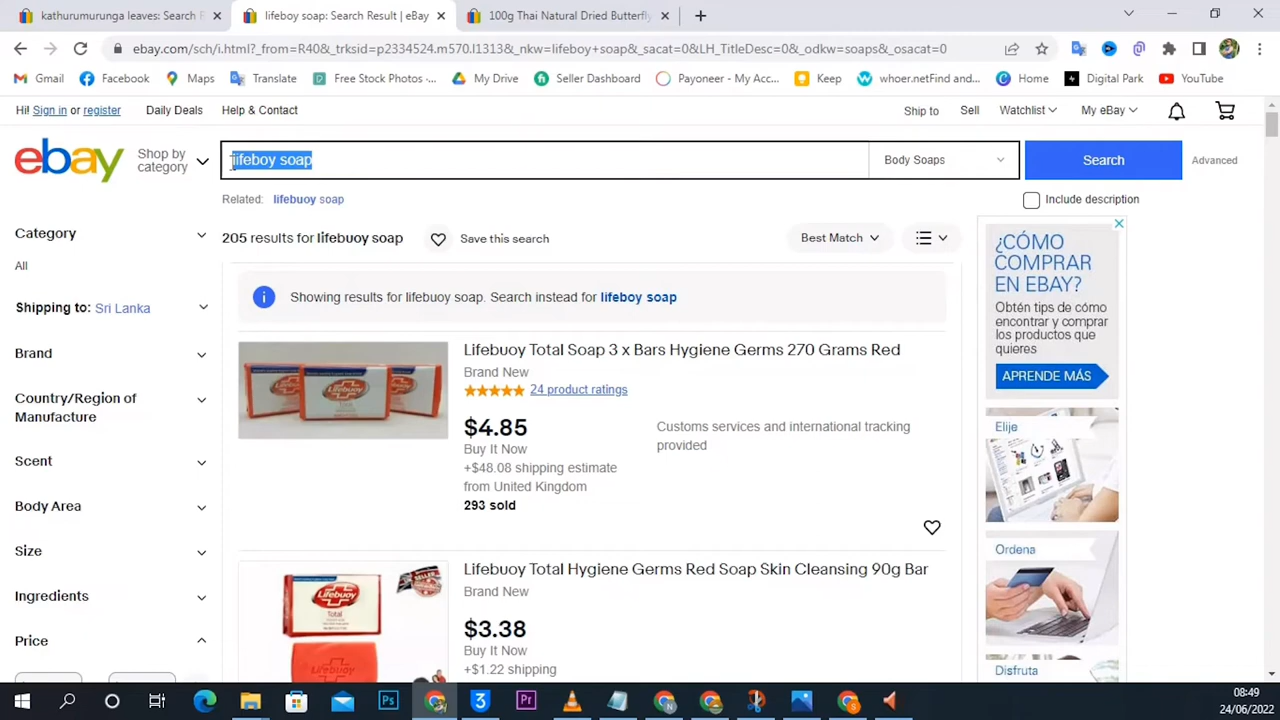 kathurumurunga leaves: Search R
lifeboy soap: Search Result | eBay
100g Thai Natural Dried Butterfly
ebay.com/sch/i.html?_from=R40&_trksid=p2334524.m570.l1313&_nkw=lifeboy+soap&_sacat=0&LH_TitleDesc=0&_odkw=soaps&_osacat=0
Gmail
Facebook
Maps
Translate
Free Stock Photos -...
My Drive
Seller Dashboard
Payoneer - My Acc...
Keep
whoer.netFind and...
Home
Digital Park
YouTube
Hi! Sign in or register
Daily Deals
Help & Contact
Ship to
Sell
Watchlist
My eBay
ebay
Shop by
category
lifeboy soap
Body Soaps
Search
Advanced
Related: lifebuoy soap
Include description
Category
All
Shipping to: Sri Lanka
Brand
Country/Region of
Manufacture
Scent
Body Area
Size
Ingredients
Price
205 results for lifebuoy soap
Save this search
Best Match
Showing results for lifebuoy soap. Search instead for lifeboy soap
Lifebuoy Total Soap 3 x Bars Hygiene Germs 270 Grams Red
Brand New
24 product ratings
$4.85
Buy It Now
+$48.08 shipping estimate
from United Kingdom
293 sold
Customs services and international tracking
provided
Lifebuoy
Lifebuoy
Lifebuoy Total Hygiene Germs Red Soap Skin Cleansing 90g Bar
Brand New
$3.38
Buy It Now
+$1.22 shipping
Lifebuoy
Total
Lifebuoy
¿CÓMO
COMPRAR
EN EBAY?
Obtén tips de cómo
encontrar y comprar
los productos que
quieres
APRENDE MÁS
Elije
Ordena
Disfruta
Ps
Pr
08:49
24/06/2022